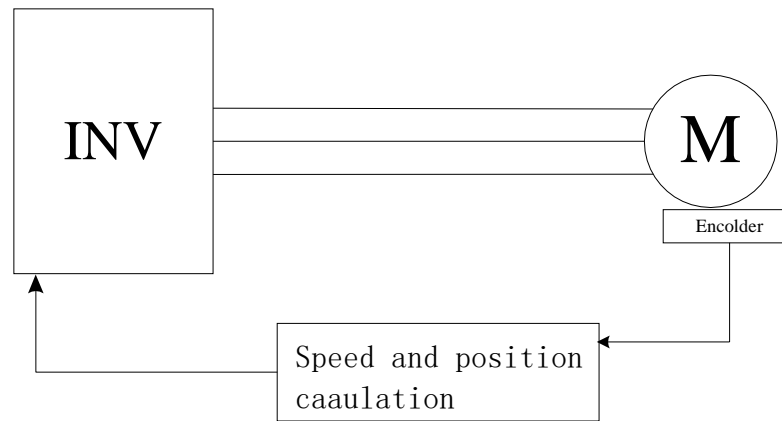 INV
M
Encolder
Speed and position
caaulation